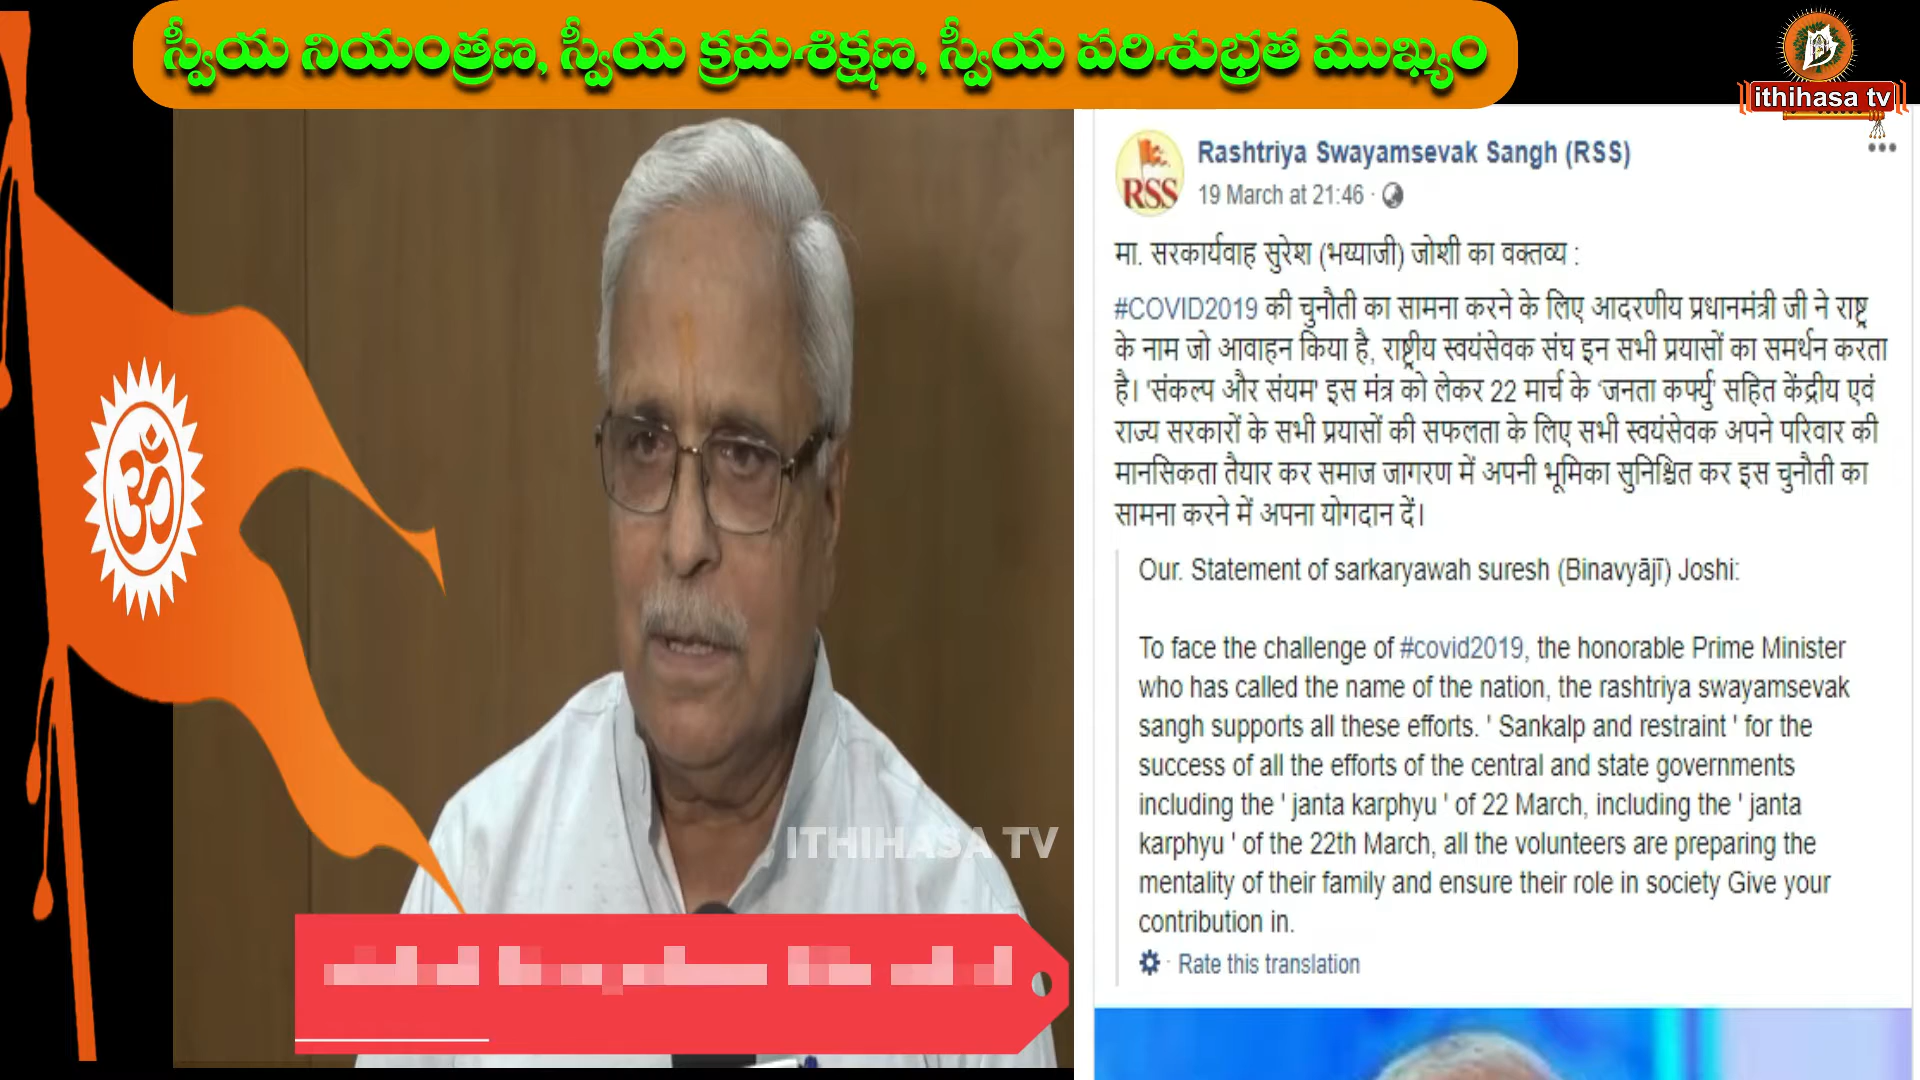 స్వీయ నియంత్రణ, స్వీయ క్రమశిక్షణ, స్వీయ పరిశుభ్రత ముఖ్యం
ithihasa tv
RSS
Rashtriya Swayamsevak Sangh (RSS)
19 March at 21:46 ·
मा. सरकार्यवाह सुरेश (भय्याजी) जोशी का वक्तव्य :
#COVID2019 की चुनौती का सामना करने के लिए आदरणीय प्रधानमंत्री जी ने राष्ट्र
के नाम जो आवाहन किया है, राष्ट्रीय स्वयंसेवक संघ इन सभी प्रयासों का समर्थन करता
है। 'संकल्प और संयम' इस मंत्र को लेकर 22 मार्च के ‘जनता कर्फ्यु’ सहित केंद्रीय एवं
राज्य सरकारों के सभी प्रयासों की सफलता के लिए सभी स्वयंसेवक अपने परिवार की
मानसिकता तैयार कर समाज जागरण में अपनी भूमिका सुनिश्चित कर इस चुनौती का
सामना करने में अपना योगदान दें।
Our. Statement of sarkaryawah suresh (Binavyājī) Joshi:
To face the challenge of #covid2019, the honorable Prime Minister
who has called the name of the nation, the rashtriya swayamsevak
sangh supports all these efforts. ' Sankalp and restraint ' for the
success of all the efforts of the central and state governments
including the ' janta karphyu ' of 22 March, including the ' janta
karphyu ' of the 22th March, all the volunteers are preparing the
mentality of their family and ensure their role in society Give your
contribution in.
· Rate this translation
ITHIHASA TV
ॐ